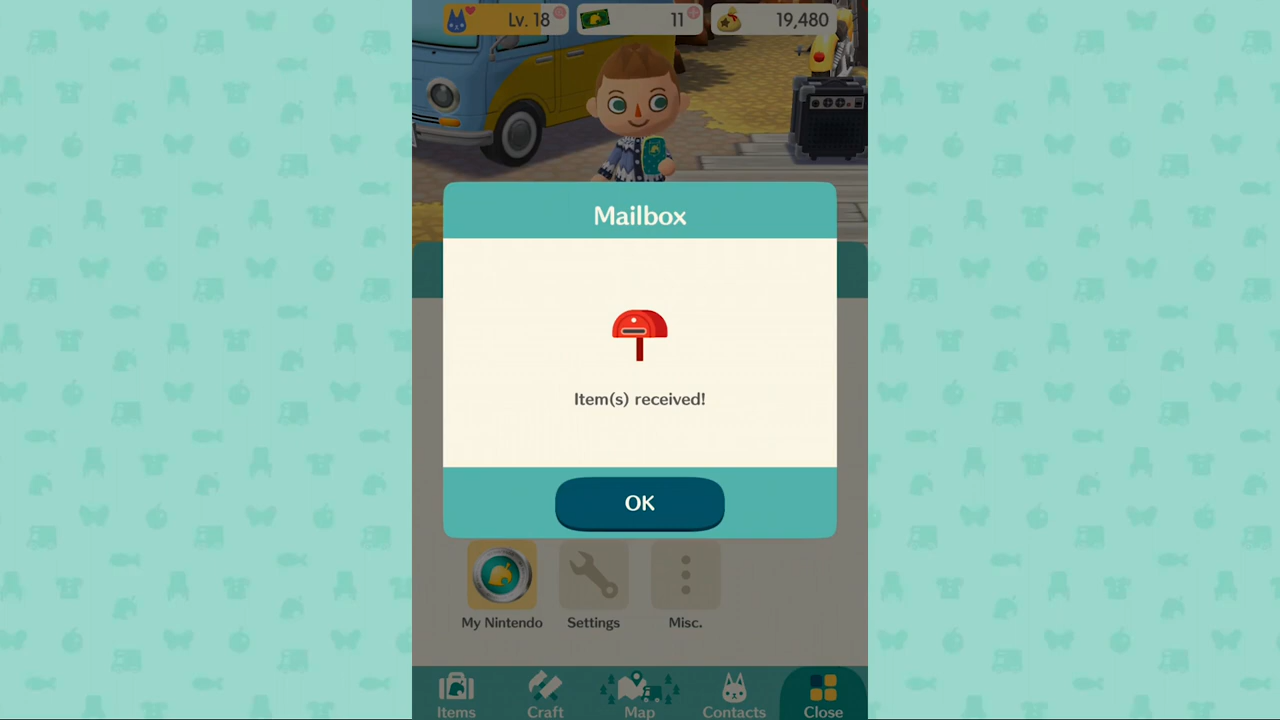 Lv. 18
11
19,480
Mailbox
Item(s) received!
OK
My Nintendo
Settings
Misc.
Items
Craft
Map
Contacts
Close